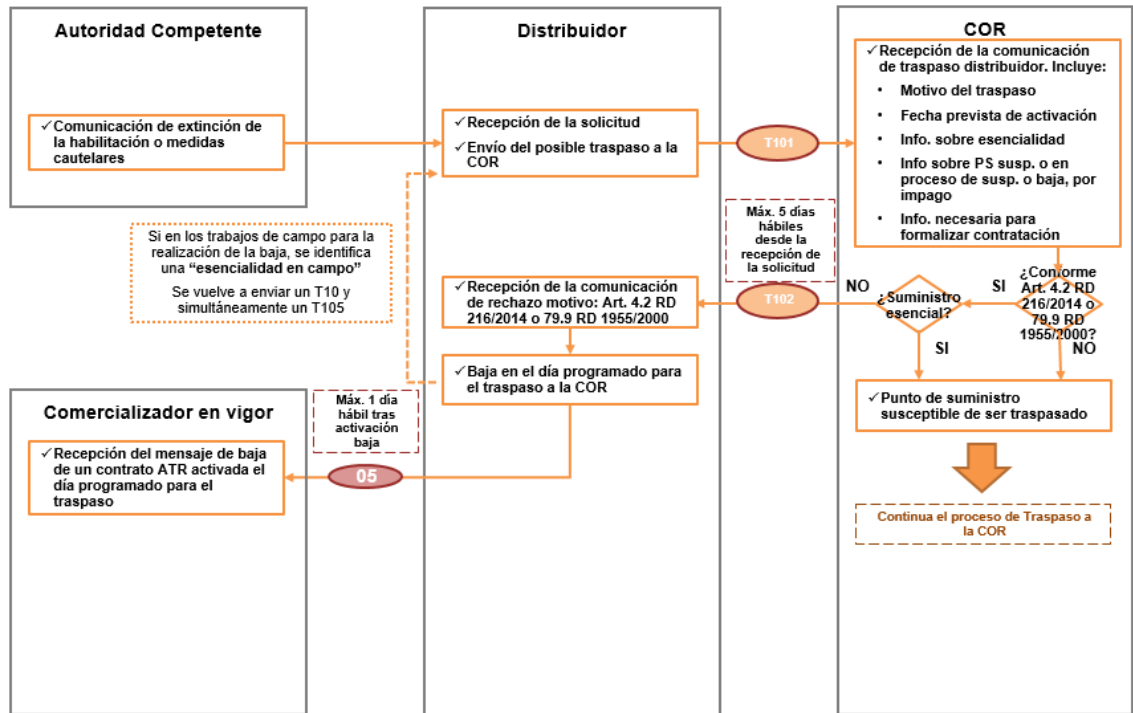 Autoridad Competente
✓Comunicación de extinción de
la habilitación o medidas
cautelares
Distribuidor
✓Recepción de la solicitud
✓Envío del posible traspaso a la
COR
T101
COR
✓Recepción de la comunicación
de traspaso distribuidor. Incluye:
• Motivo del traspaso
• Fecha prevista de activación
• Info. sobre esencialidad
• Info sobre PS susp. o en
proceso de susp. o baja, por
impago
• Info. necesaria para
formalizar contratación
Si en los trabajos de campo para la
realización de la baja, se identifica
una “esencialidad en campo”
Se vuelve a enviar un T10 y
simultáneamente un T105
Máx. 5 días
hábiles
desde la
recepción de
la solicitud
✓Recepción de la comunicación
de rechazo motivo: Art. 4.2 RD
216/2014 o 79.9 RD 1955/2000
T102
NO
¿Suministro
esencial?
SI
¿Conforme
Art. 4.2 RD
216/2014 o
79.9 RD
1955/2000?
SI
NO
✓Baja en el día programado para
el traspaso a la COR
✓Punto de suministro
susceptible de ser traspasado
Comercializador en vigor
Máx. 1 día
hábil tras
activación
baja
✓Recepción del mensaje de baja
de un contrato ATR activada el
día programado para el
traspaso
05
Continua el proceso de Traspaso a
la COR